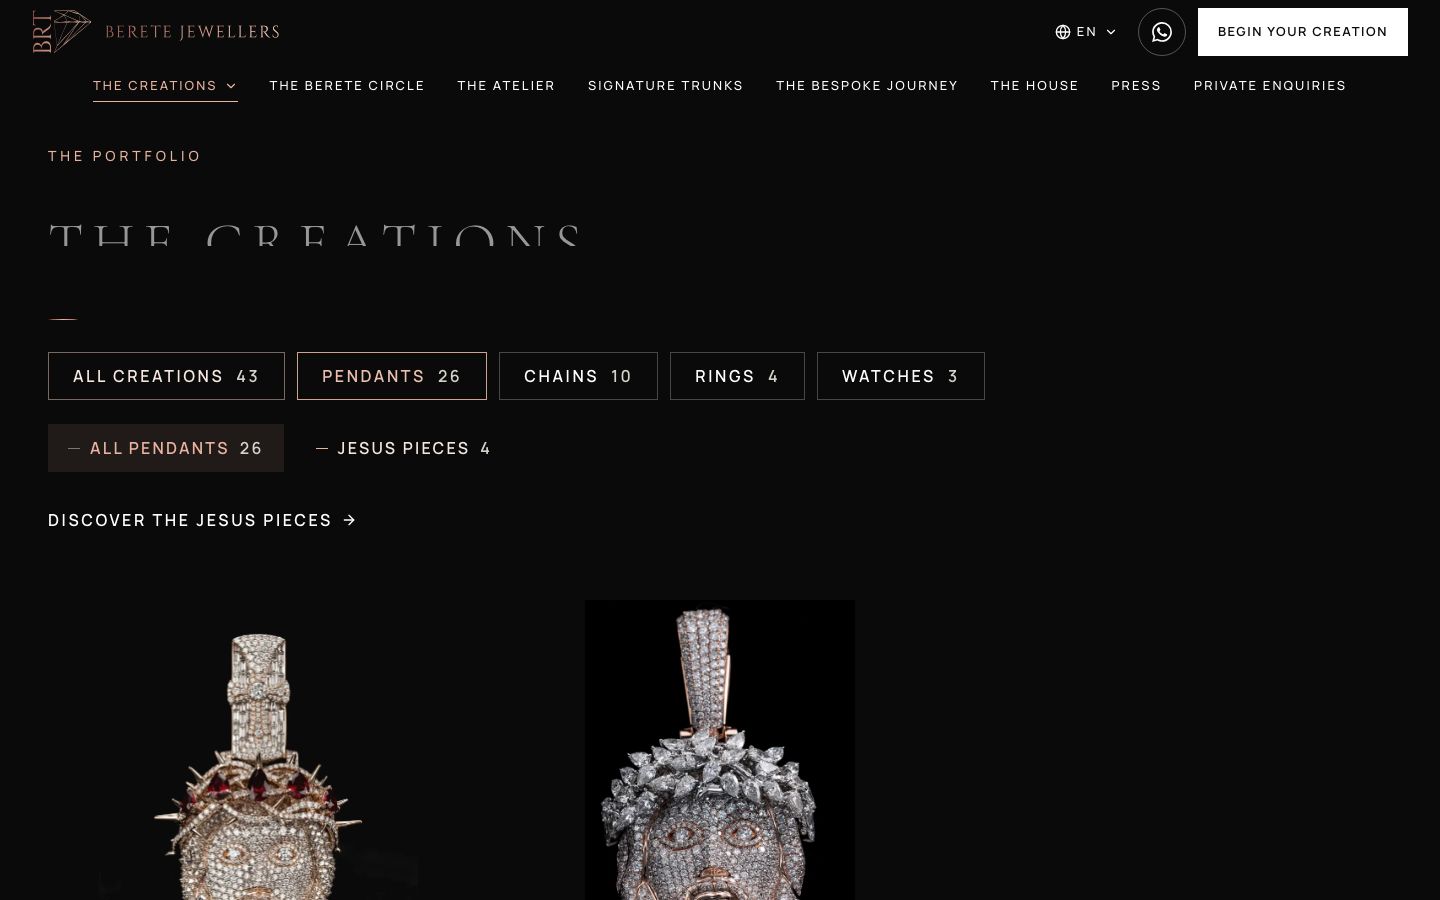 BRT BERETE JEWELLERS
EN
BEGIN YOUR CREATION
THE CREATIONS THE BERETE CIRCLE THE ATELIER SIGNATURE TRUNKS THE BESPOKE JOURNEY THE HOUSE PRESS PRIVATE ENQUIRIES
THE PORTFOLIO
THE CREATIONS
ALL CREATIONS 43 PENDANTS 26 CHAINS 10 RINGS 4 WATCHES 3
— ALL PENDANTS 26 — JESUS PIECES 4
DISCOVER THE JESUS PIECES →